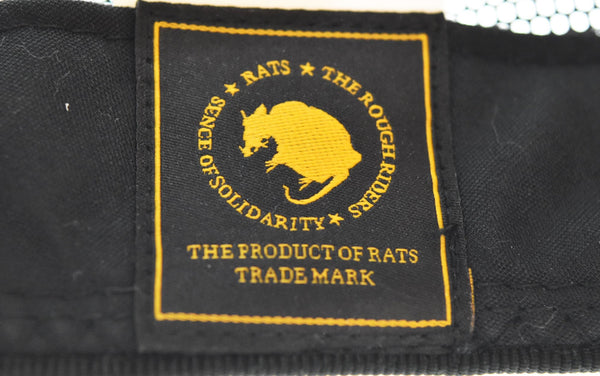 ★ RATS ★ THE ROUGH RIDERS ★ SENCE OF SOLIDARITY
THE PRODUCT OF RATS
TRADE MARK